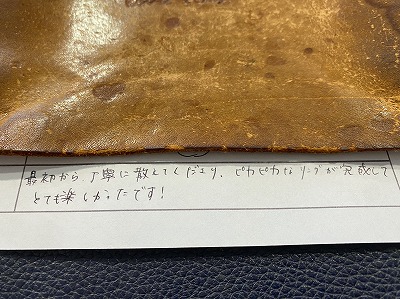 最初から丁寧に教えてくださり、ピカピカなリングが完成して
とても楽しかったです!